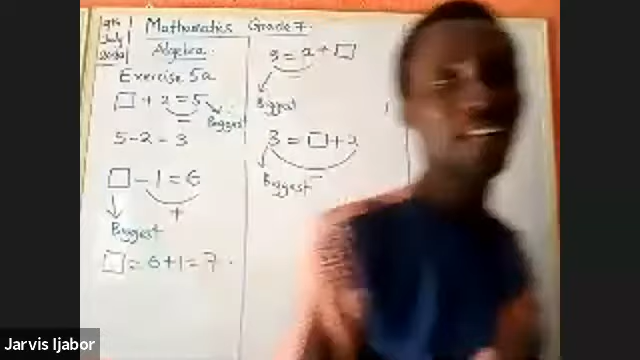 9th July 2020
Mathematics Grade 7
Algebra
Exercise 5a
□ + 2 = 5
Biggest
5 - 2 = 3
□ - 1 = 6
+
Biggest
□ = 6 + 1 = 7
3 = 2 + □
Biggest
3 = □ + 2
Biggest
Jarvis Ijabor